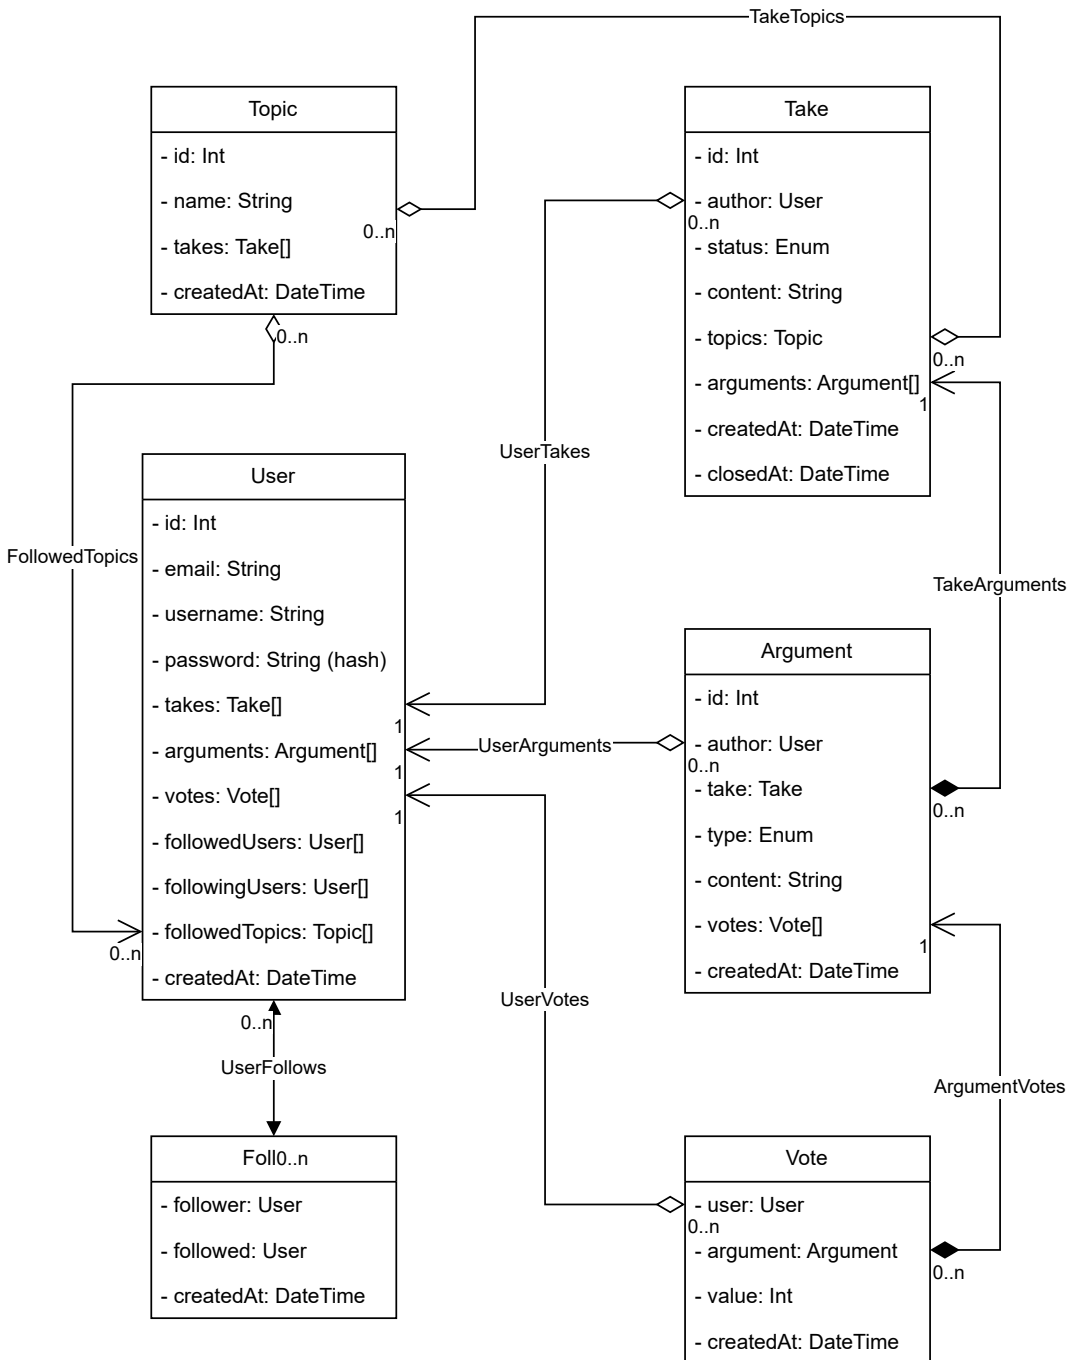 TakeTopics
Topic
- id: Int
- name: String
- takes: Take[]
- createdAt: DateTime
0..n
0..n
Take
- id: Int
- author: User
0..n
- status: Enum
- content: String
- topics: Topic
0..n
- arguments: Argument[]
1
- createdAt: DateTime
- closedAt: DateTime
UserTakes
FollowedTopics
TakeArguments
User
- id: Int
- email: String
- username: String
- password: String (hash)
- takes: Take[]
1
- arguments: Argument[]
1
- votes: Vote[]
1
- followedUsers: User[]
- followingUsers: User[]
- followedTopics: Topic[]
0..n
- createdAt: DateTime
0..n
UserArguments
Argument
- id: Int
- author: User
0..n
- take: Take
0..n
- type: Enum
- content: String
- votes: Vote[]
1
- createdAt: DateTime
UserVotes
UserFollows
ArgumentVotes
Foll0..n
- follower: User
- followed: User
- createdAt: DateTime
Vote
- user: User
0..n
- argument: Argument
0..n
- value: Int
- createdAt: DateTime